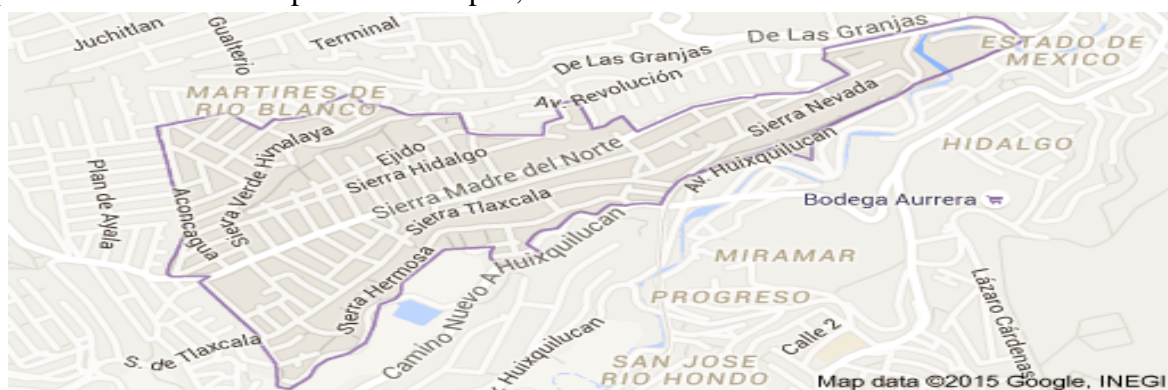 Juchitlan
Gualterio
Terminal
De Las Granjas
De Las Granjas
ESTADO DE
MEXICO
Av. Revolución
MARTIRES DE
RIO BLANCO
Sierra Nevada
Himalaya
Ejido
Sierra Hidalgo
Sierra Madre del Norte
Av. Huixquilucan
HIDALGO
Plan de Ayala
Aconcagua
Sierra Verde
Sierra Tlaxcala
Bodega Aurrera
Sierra Hermosa
Camino Nuevo A Huixquilucan
MIRAMAR
PROGRESO
Lázaro Cárdenas
S. de Tlaxcala
Huixquilucan
Calle 2
SAN JOSE
RIO HONDO
Map data ©2015 Google, INEGI